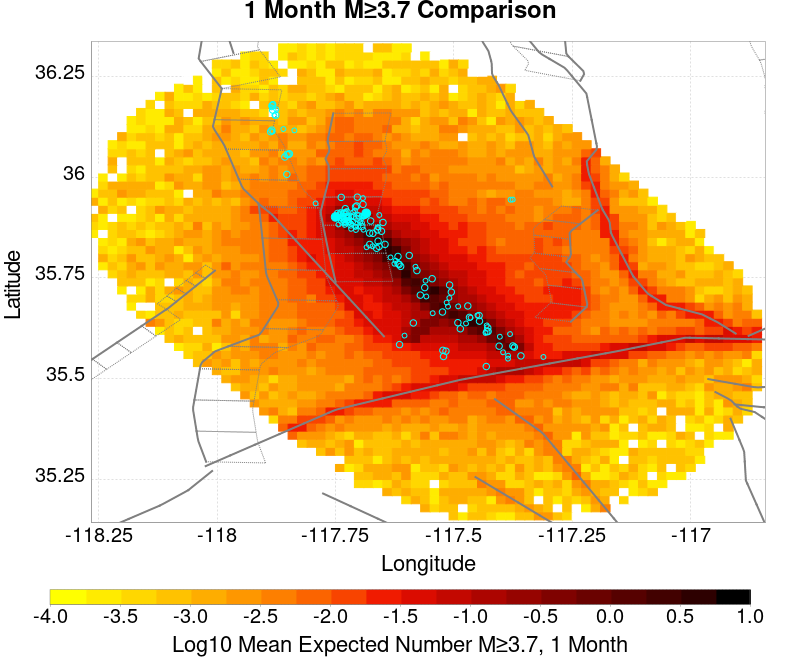 1 Month M≥3.7 Comparison
36.25
36
35.75
35.5
35.25
Latitude
-118.25 -118 -117.75 -117.5 -117.25 -117
Longitude
-4.0 -3.5 -3.0 -2.5 -2.0 -1.5 -1.0 -0.5 0.0 0.5 1.0
Log10 Mean Expected Number M≥3.7, 1 Month